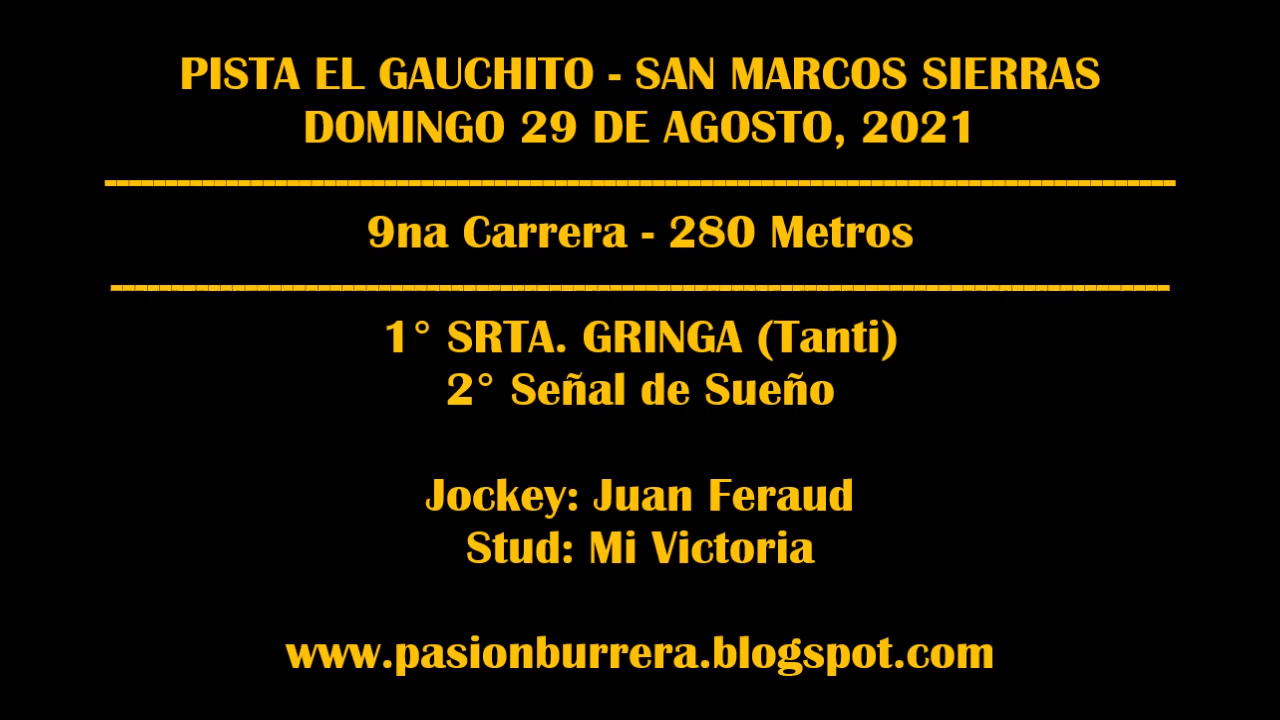 PISTA EL GAUCHITO - SAN MARCOS SIERRAS
DOMINGO 29 DE AGOSTO, 2021
9na Carrera - 280 Metros
1° SRTA. GRINGA (Tanti)
2° Señal de Sueño
Jockey: Juan Feraud
Stud: Mi Victoria
www.pasionburrera.blogspot.com